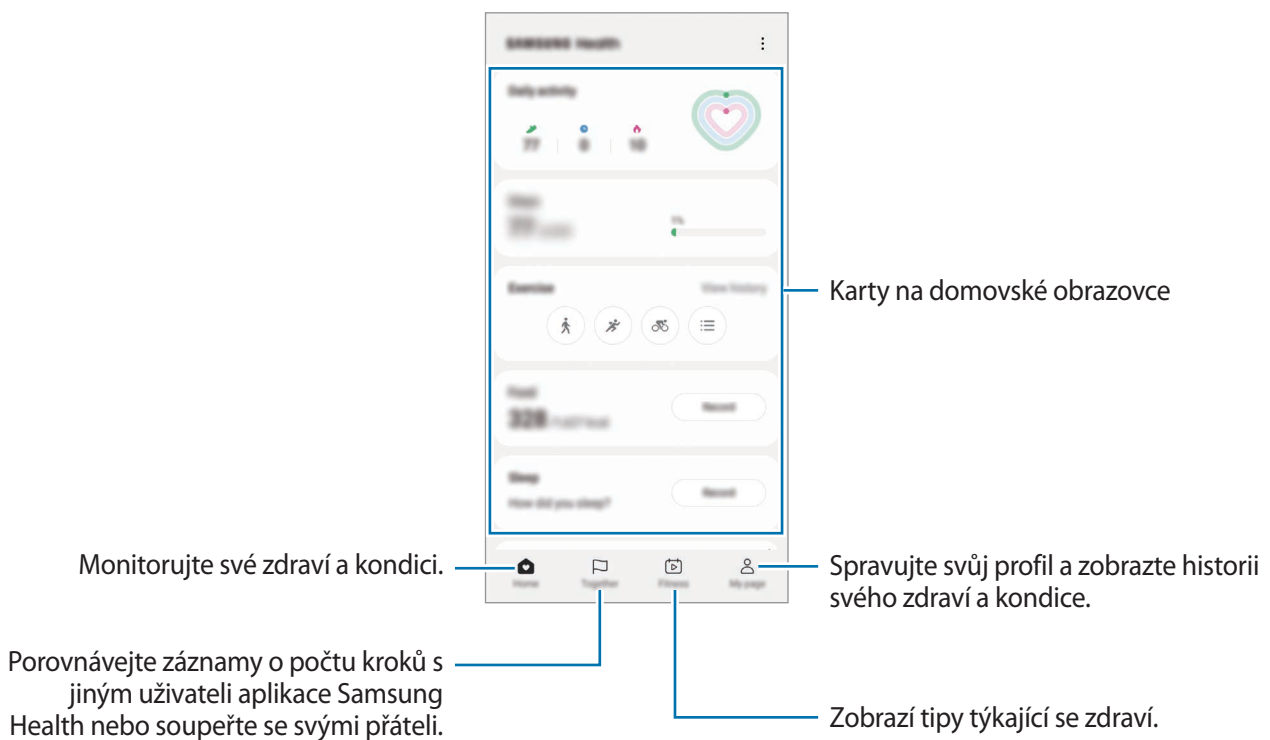 SAMSUNG Health
Daily activity
77
0
10
1%
Exercise
View history
Food
328
Record
Sleep
How did you sleep?
Record
Home
Together
Fitness
My page
Karty na domovské obrazovce
Monitorujte své zdraví a kondici.
Spravujte svůj profil a zobrazte historii
svého zdraví a kondice.
Porovnávejte záznamy o počtu kroků s
jiným uživateli aplikace Samsung
Health nebo soupeřte se svými přáteli.
Zobrazí tipy týkající se zdraví.